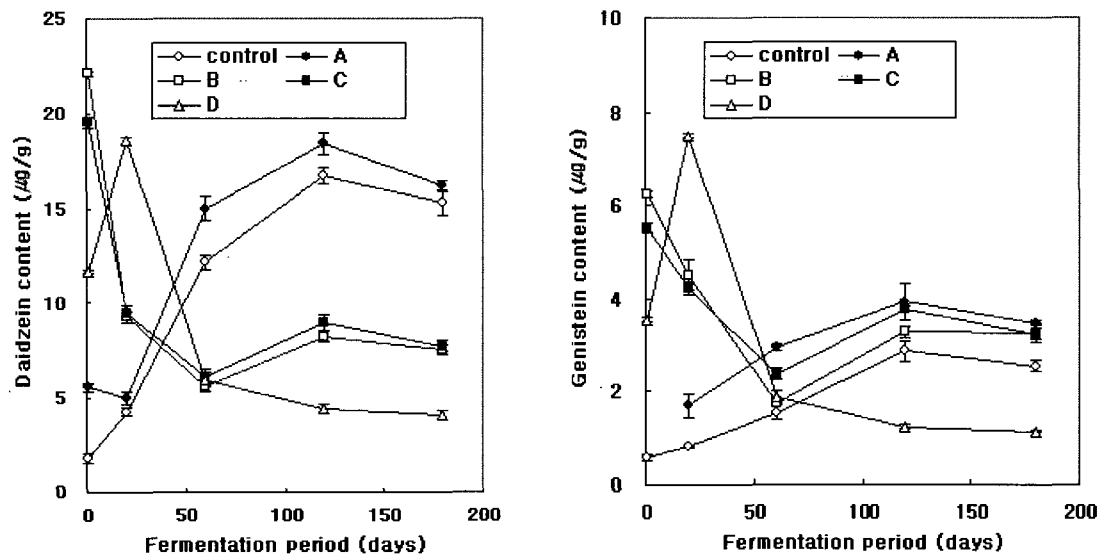 25
20
15
10
5
0
Daidzein content (㎍/g)
control A
B C
D
0 50 100 150 200
Fermentation period (days)
10
8
6
4
2
0
Genistein content (㎍/g)
control A
B C
D
0 50 100 150 200
Fermentation period (days)